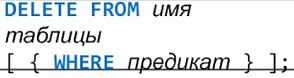 DELETE FROM имя
таблицы
[ { WHERE предикат } ];